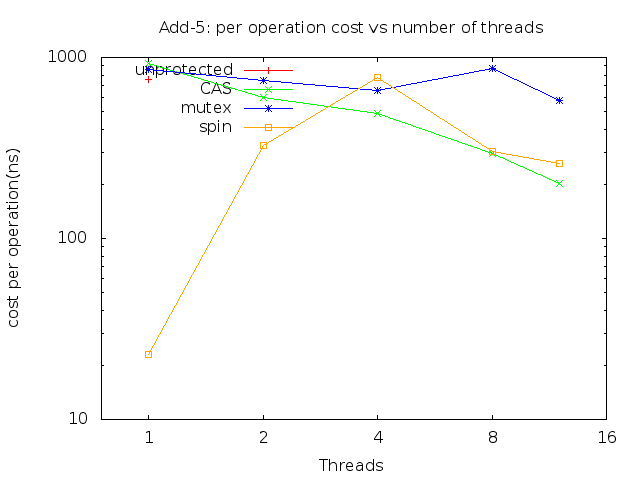 Add-5: per operation cost vs number of threads
1000
unprotected
CAS
mutex
spin
100
cost per operation(ns)
10
1 2 4 8 16
Threads